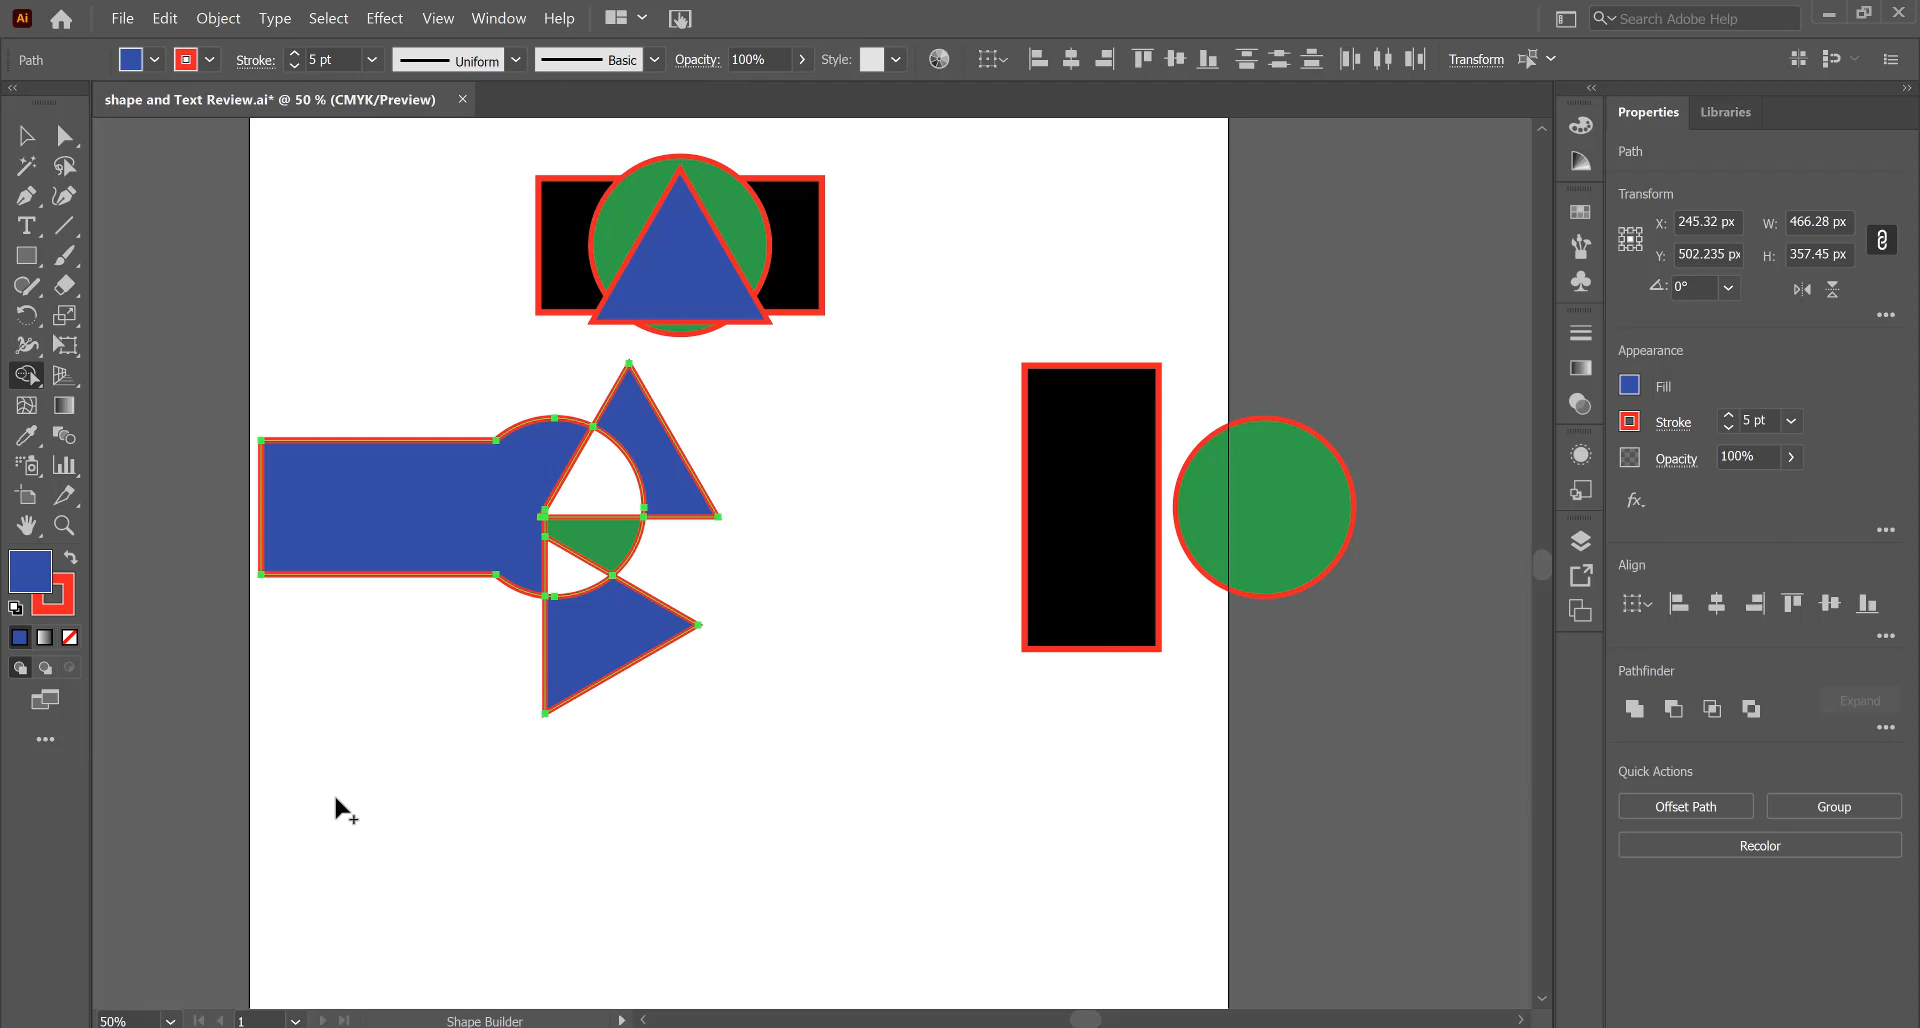 Ai File Edit Object Type Select Effect View Window Help Search Adobe Help
Path Stroke: 5 pt Uniform Basic Opacity: 100% Style: Transform
shape and Text Review.ai* @ 50 % (CMYK/Preview)
Properties Libraries
Path
Transform
X: 245.32 px W: 466.28 px
Y: 502.235 px H: 357.45 px
0°
Appearance
Fill
Stroke 5 pt
Opacity 100%
fx.
Align
Pathfinder
Expand
Quick Actions
Offset Path Group
Recolor
50% 1 Shape Builder